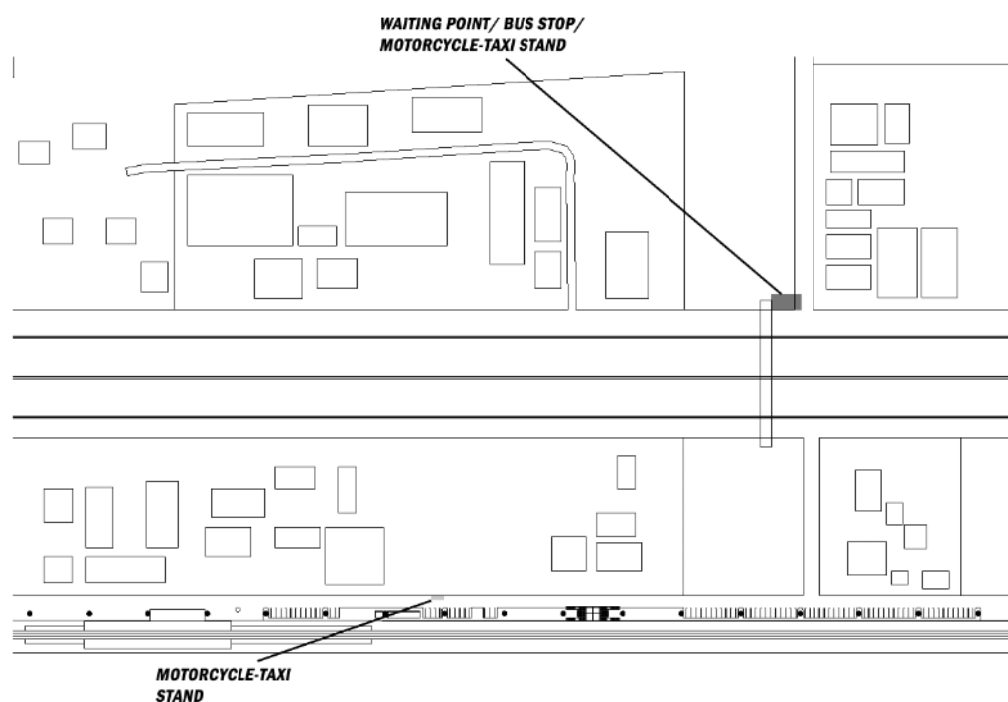 WAITING POINT/ BUS STOP/
MOTORCYCLE-TAXI STAND
MOTORCYCLE-TAXI
STAND